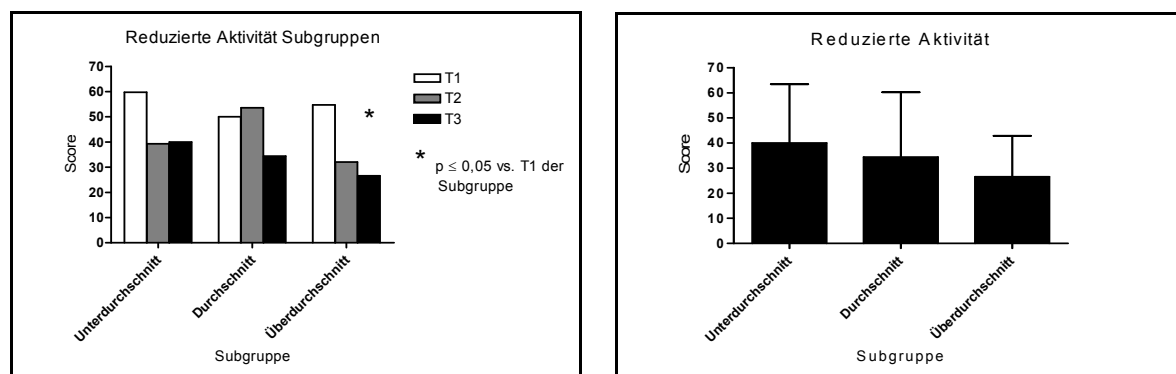 Reduzierte Aktivität Subgruppen
70
60
50
40
30
20
10
0
Score
T1
T2
T3
*
* p ≤ 0,05 vs. T1 der
Subgruppe
Unterdurchschnitt
Durchschnitt
Überdurchschnitt
Subgruppe
Reduzierte Aktivität
70
60
50
40
30
20
10
0
Score
Unterdurchschnitt
Durchschnitt
Überdurchschnitt
Subgruppe